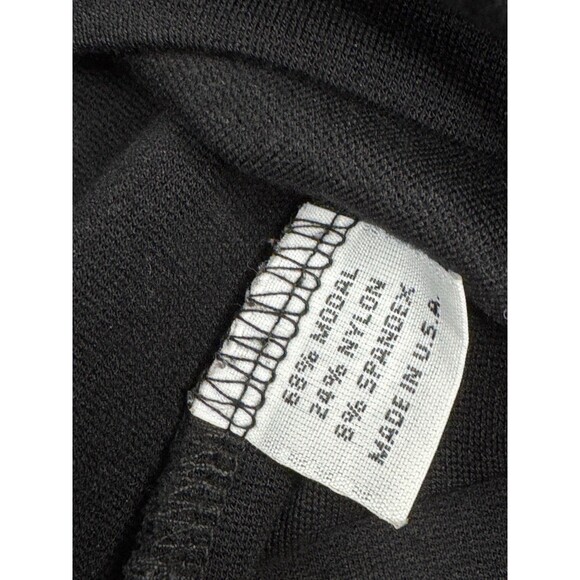 68% MODAL
24% NYLON
8% SPANDEX
MADE IN U.S.A.